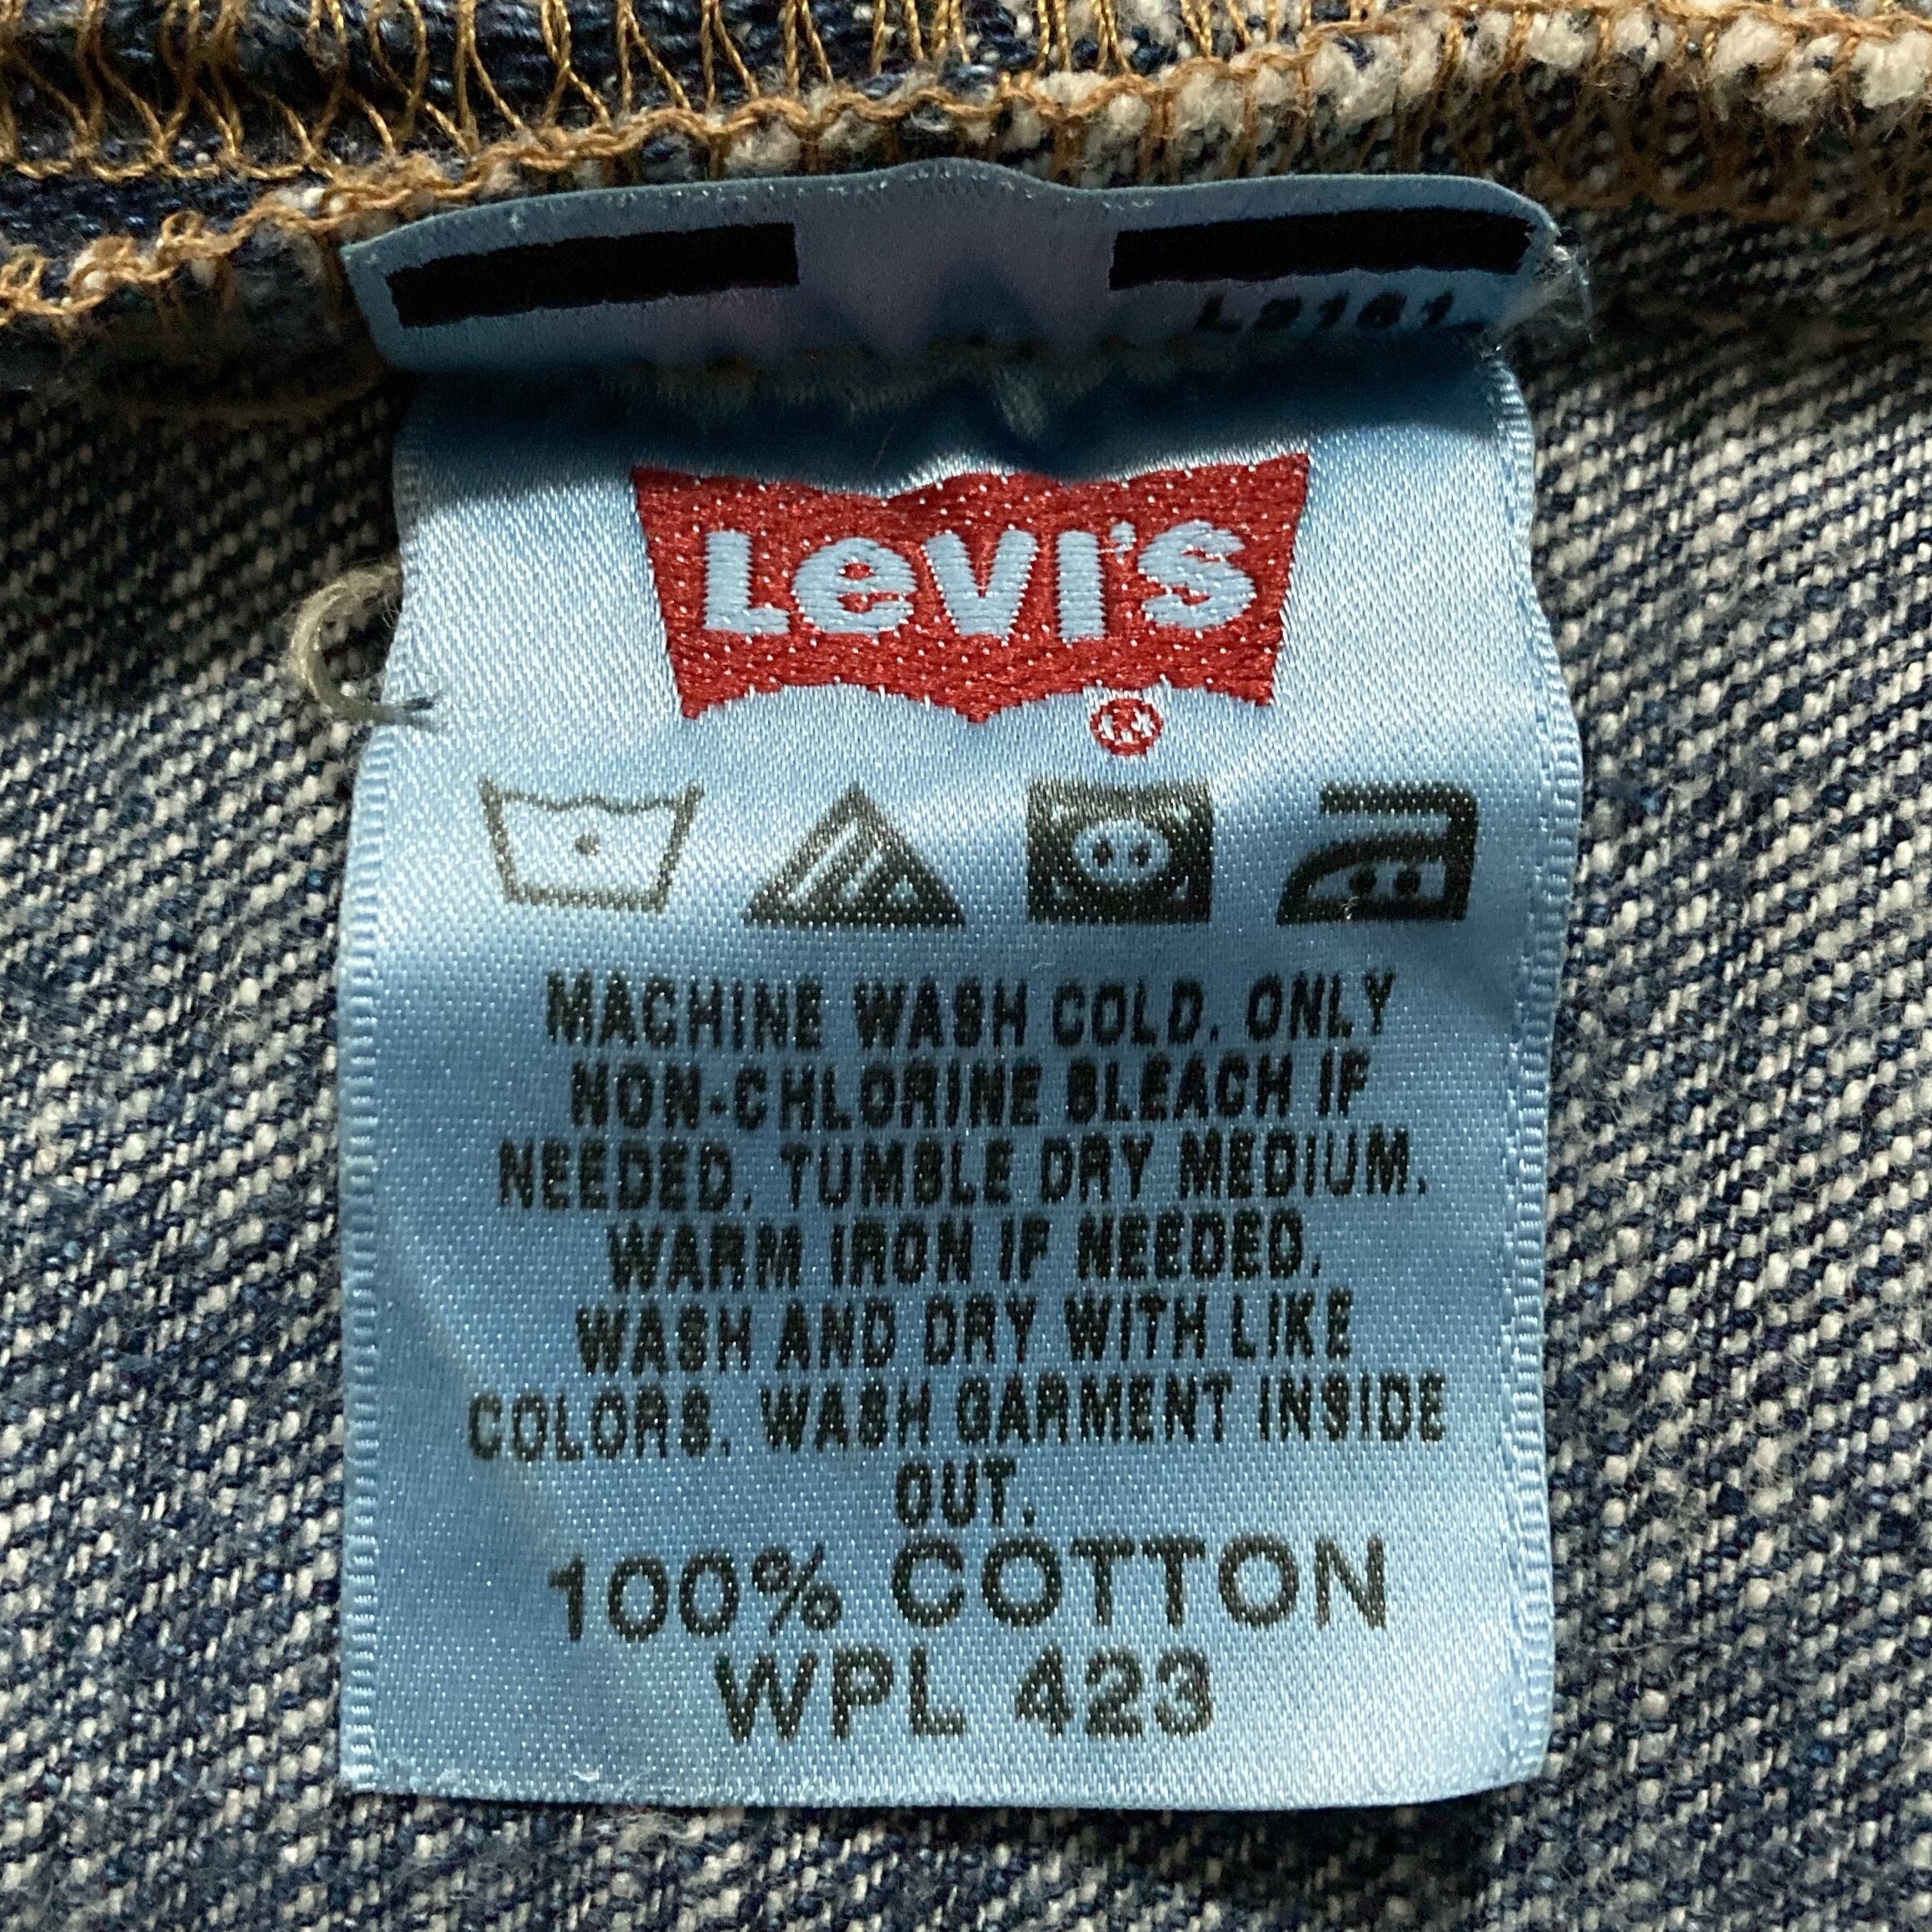 Levi's
®
MACHINE WASH COLD. ONLY
NON-CHLORINE BLEACH IF
NEEDED. TUMBLE DRY MEDIUM.
WARM IRON IF NEEDED.
WASH AND DRY WITH LIKE
COLORS. WASH GARMENT INSIDE
OUT.
100% COTTON
WPL 423